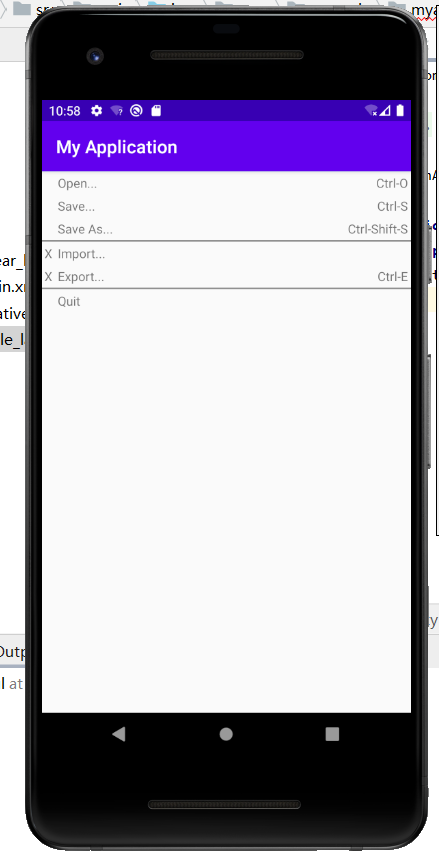 10:58
My Application
Open... Ctrl-O
Save... Ctrl-S
Save As... Ctrl-Shift-S
X Import...
X Export... Ctrl-E
Quit